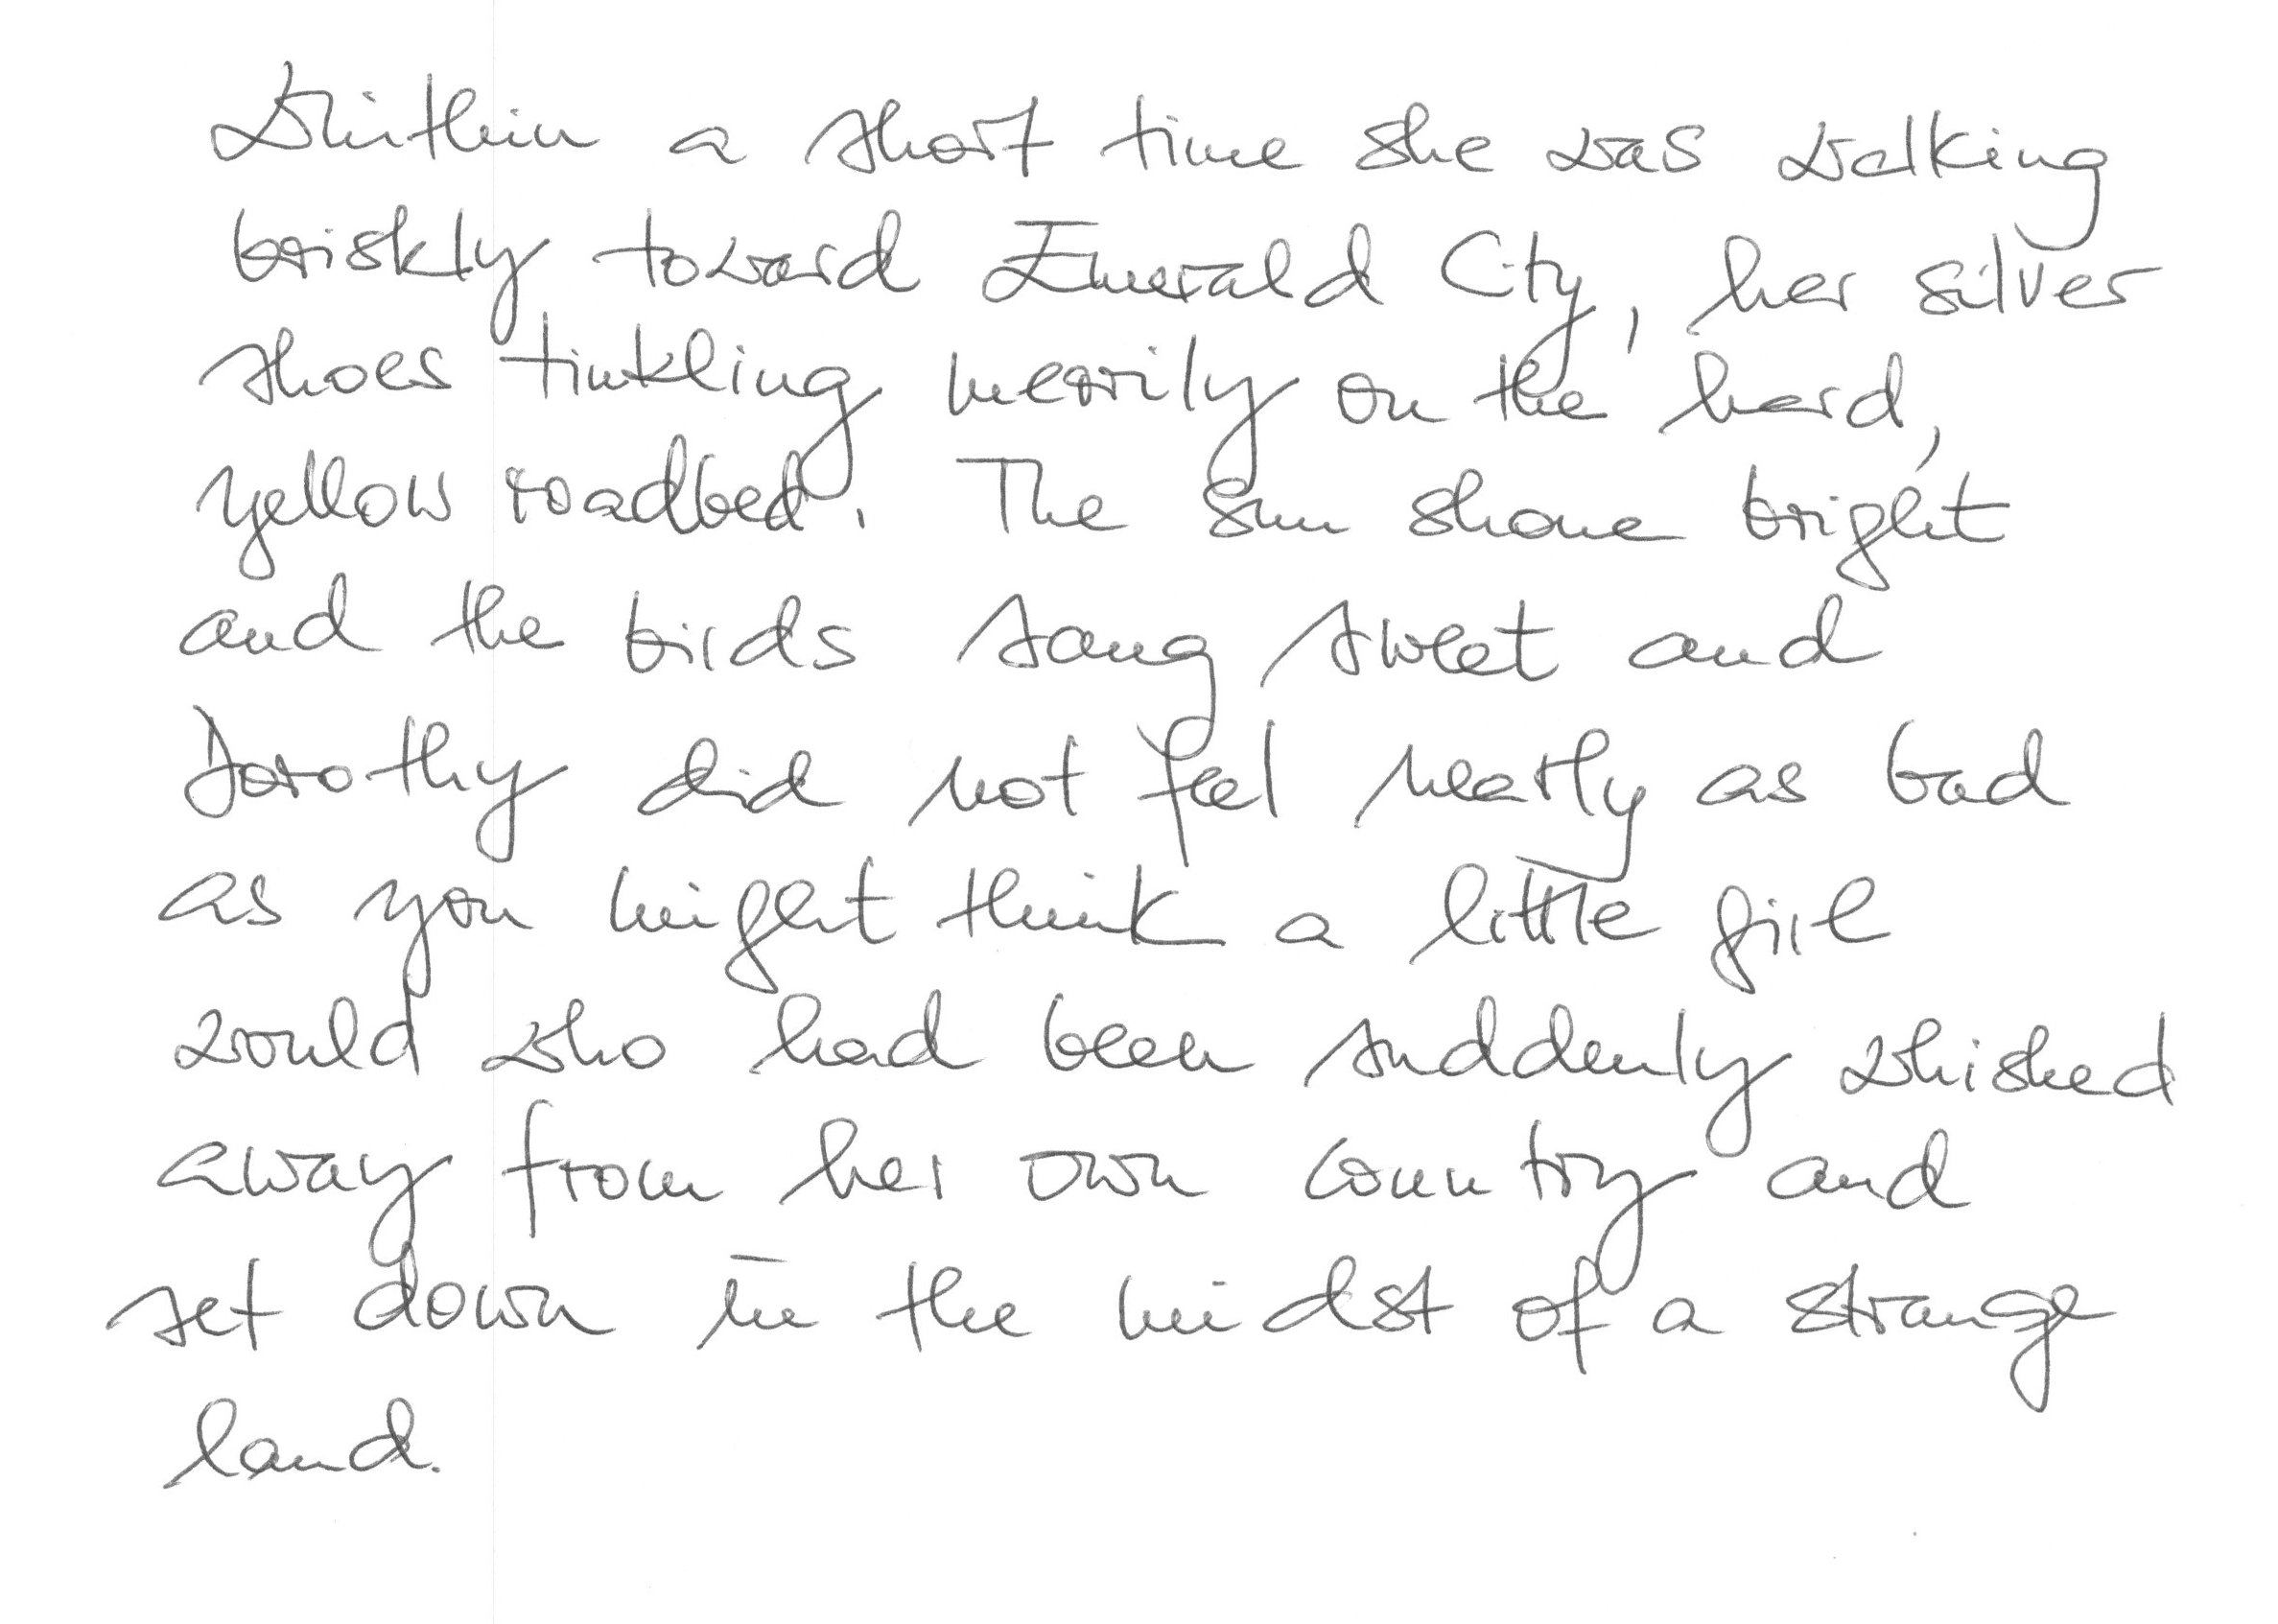 Within a short time she was walking
briskly toward Emerald City, her silver
shoes tinkling merrily on the hard,
yellow roadbed. The sun shone bright
and the birds sang sweet and
Dorothy did not feel nearly as bad
as you might think a little girl
would who had been suddenly whished
away from her own country and
set down in the midst of a strange
land.